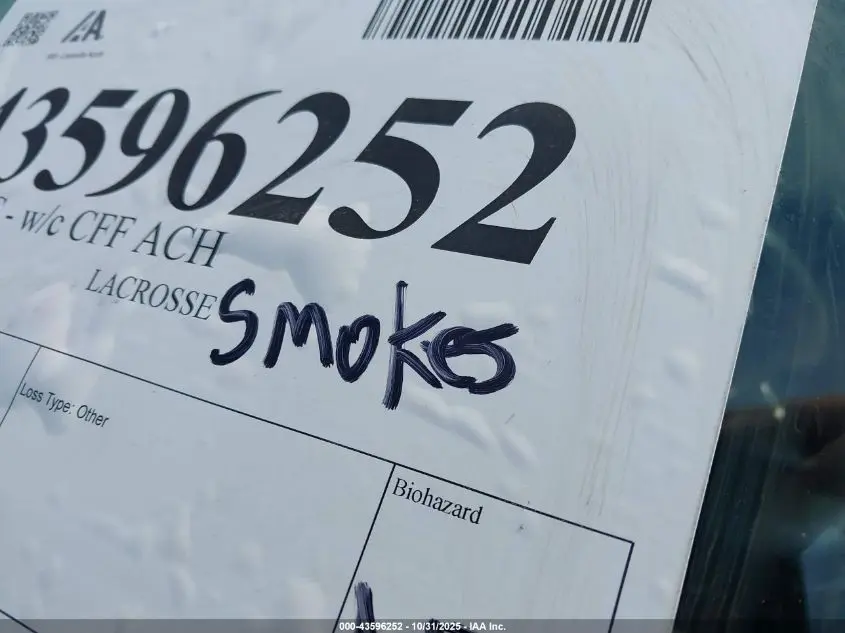 IAA
43596252
- w/c CFF ACH
LACROSSE
Smokes
Loss Type: Other
Biohazard
000-43596252 - 10/31/2025 - IAA Inc.